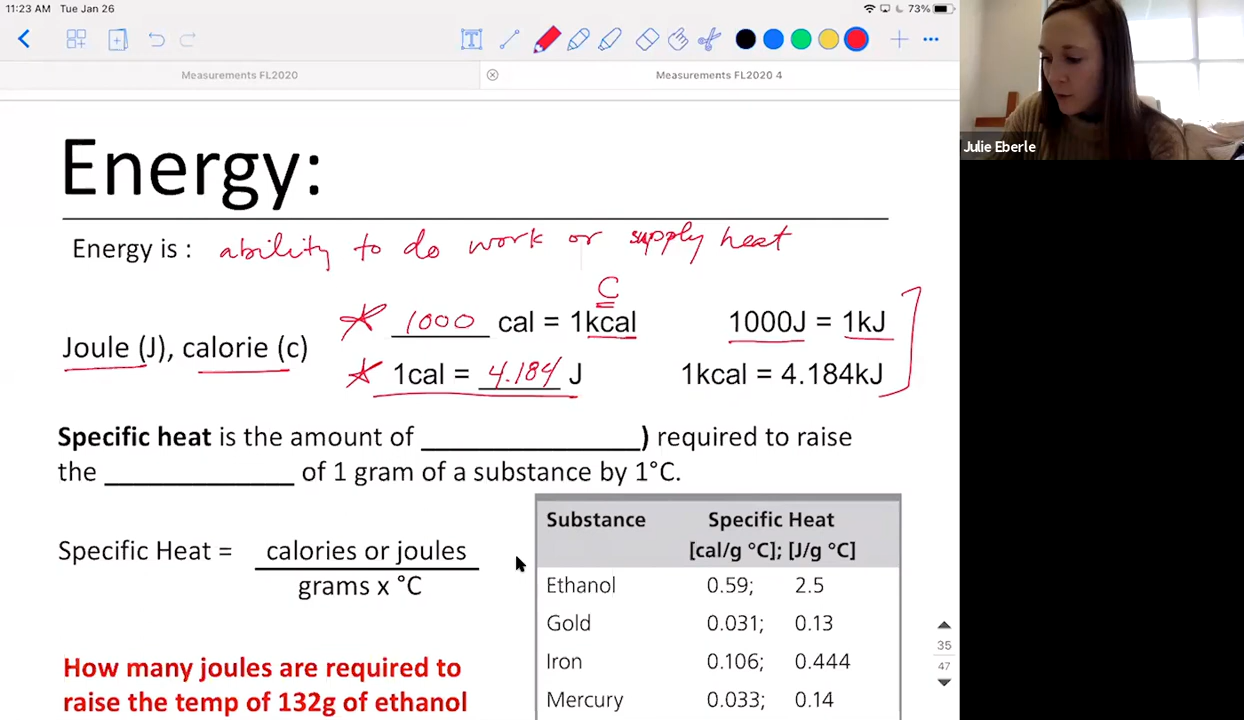 11:23 AM Tue Jan 26
73%
Measurements FL2020
Measurements FL2020 4
Julie Eberle
Energy:
Energy is : ability to do work or supply heat
C
1000 cal = 1kcal 1000J = 1kJ
Joule (J), calorie (c)
1cal = 4.184 J 1kcal = 4.184kJ
Specific heat is the amount of ______________) required to raise
the ____________ of 1 gram of a substance by 1°C.
Substance Specific Heat
[cal/g °C]; [J/g °C]
Specific Heat = calories or joules
grams x °C
Ethanol 0.59; 2.5
Gold 0.031; 0.13
Iron 0.106; 0.444
Mercury 0.033; 0.14
35
47
How many joules are required to
raise the temp of 132g of ethanol